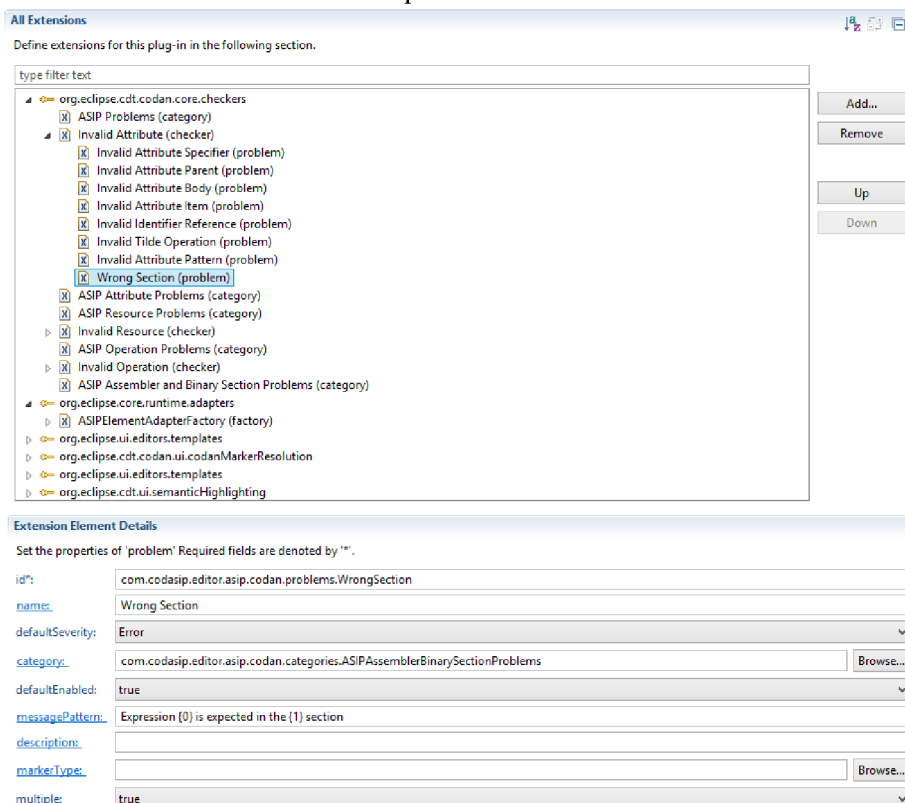 All Extensions
Define extensions for this plug-in in the following section.
type filter text
org.eclipse.cdt.codan.core.checkers
ASIP Problems (category)
Invalid Attribute (checker)
Invalid Attribute Specifier (problem)
Invalid Attribute Parent (problem)
Invalid Attribute Body (problem)
Invalid Attribute Item (problem)
Invalid Identifier Reference (problem)
Invalid Tilde Operation (problem)
Invalid Attribute Pattern (problem)
Wrong Section (problem)
ASIP Attribute Problems (category)
ASIP Resource Problems (category)
Invalid Resource (checker)
ASIP Operation Problems (category)
Invalid Operation (checker)
ASIP Assembler and Binary Section Problems (category)
org.eclipse.core.runtime.adapters
ASIPElementAdapterFactory (factory)
org.eclipse.ui.editors.templates
org.eclipse.cdt.codan.ui.codanMarkerResolution
org.eclipse.ui.editors.templates
org.eclipse.cdt.ui.semanticHighlighting
Add...
Remove
Up
Down
Extension Element Details
Set the properties of 'problem' Required fields are denoted by '*'.
id*: com.codasip.editor.asip.codan.problems.WrongSection
name: Wrong Section
defaultSeverity: Error
category: com.codasip.editor.asip.codan.categories.ASIPAssemblerBinarySectionProblems Browse...
defaultEnabled: true
messagePattern: Expression {0} is expected in the {1} section
description:
markerType: Browse...
multiple: true